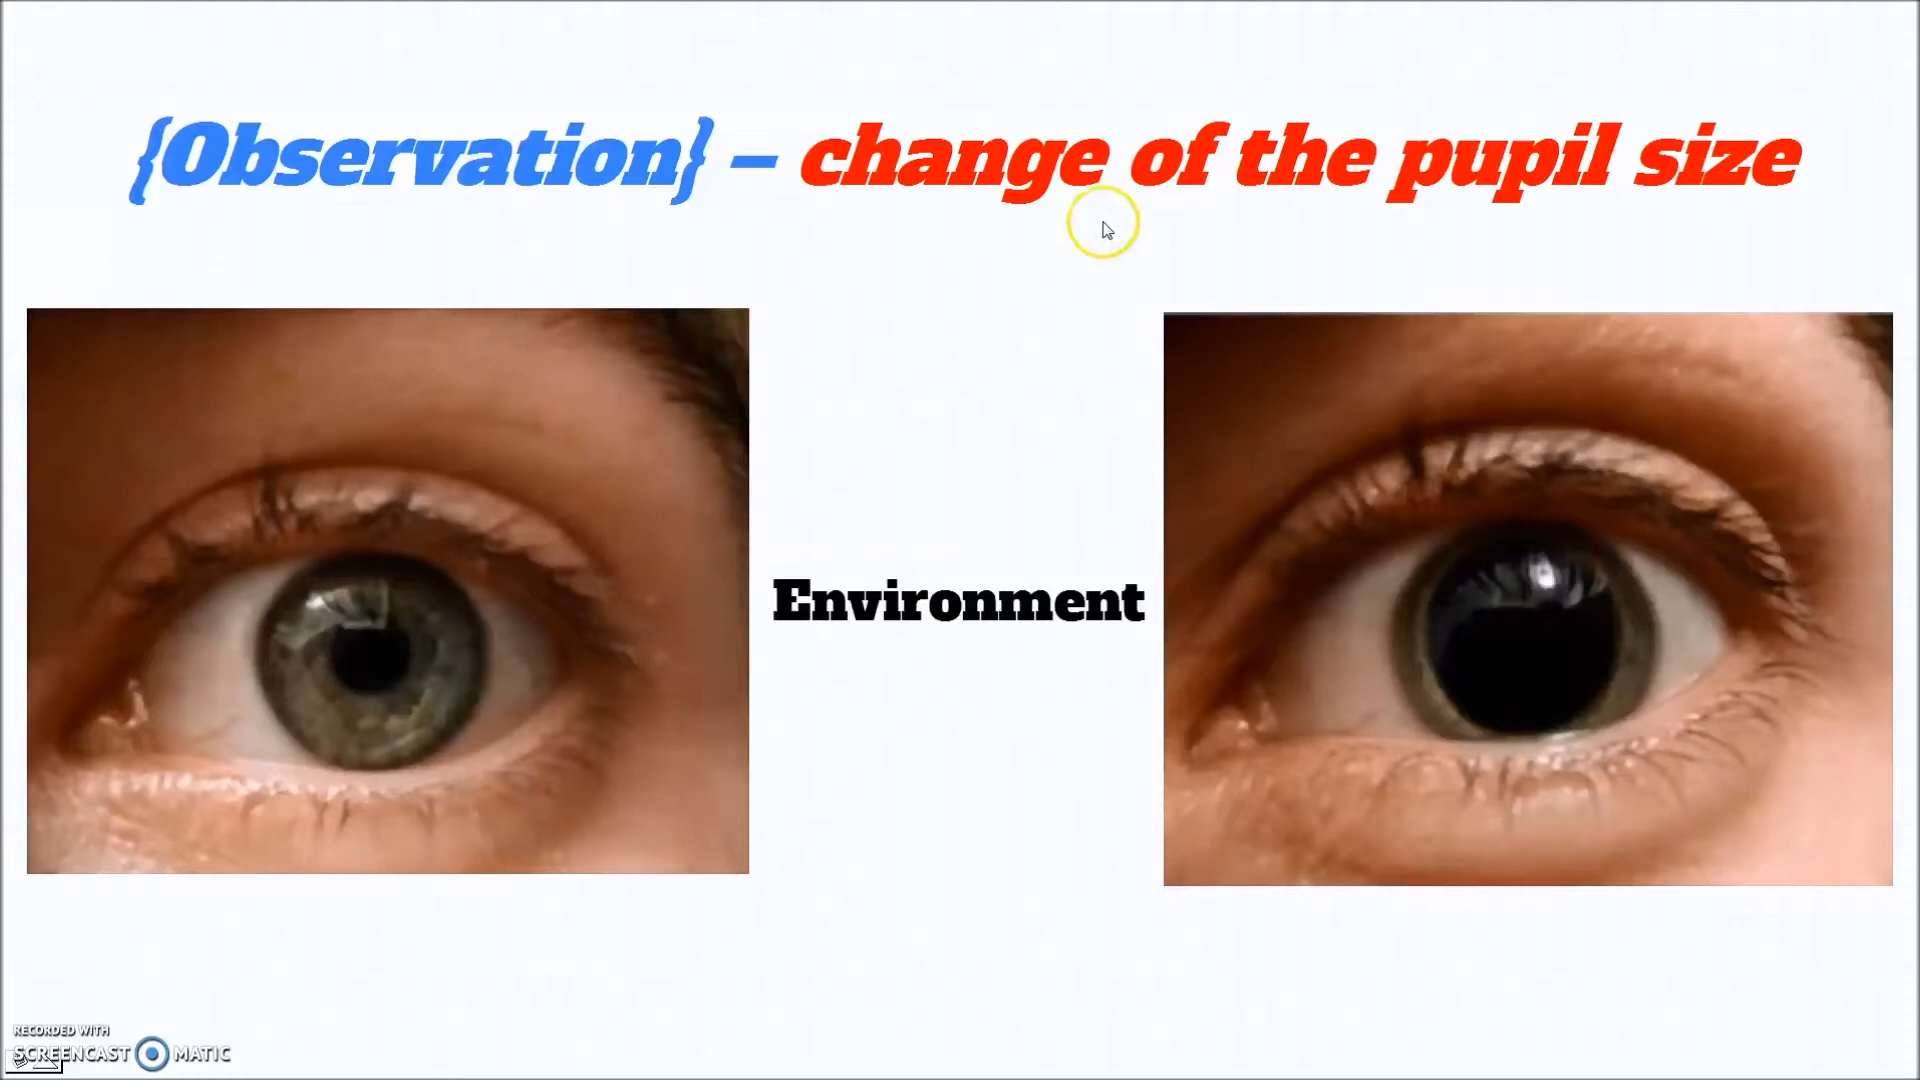 {Observation} – change of the pupil size
Environment
RECORDED WITH
SCREENCAST MATIC